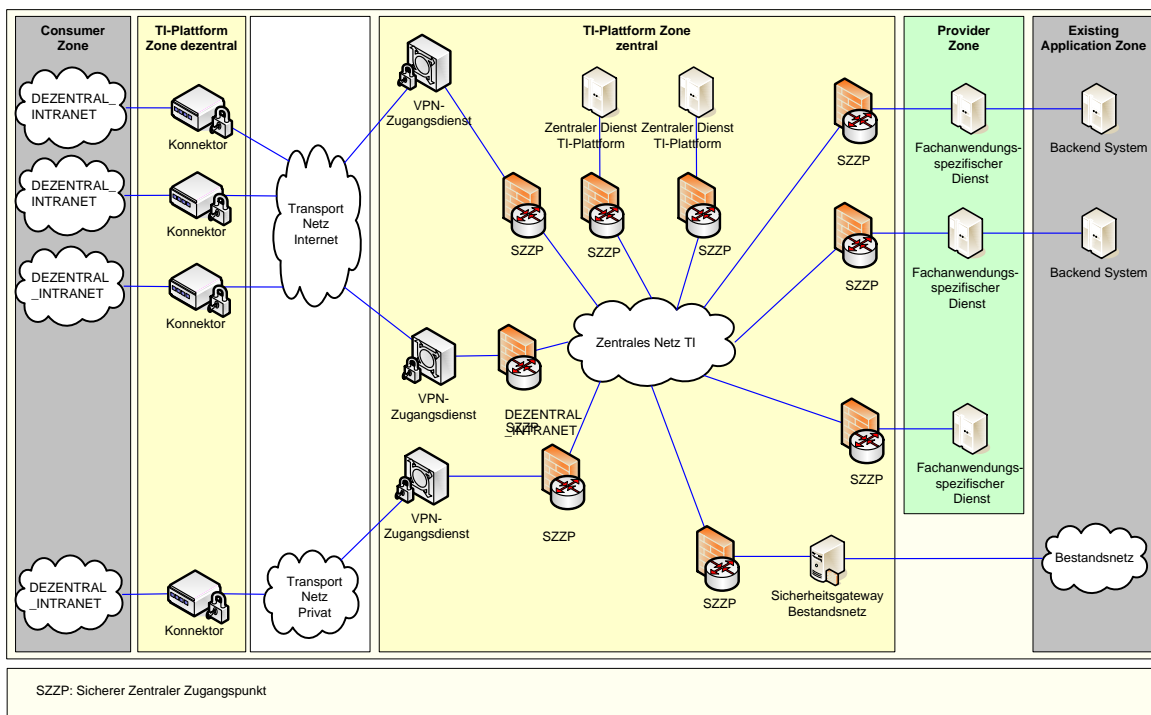 Consumer
Zone
TI-Plattform
Zone dezentral
TI-Plattform Zone
zentral
Provider
Zone
Existing
Application Zone
DEZENTRAL_
INTRANET
DEZENTRAL_
INTRANET
DEZENTRAL
_INTRANET
DEZENTRAL
_INTRANET
Konnektor
Konnektor
Konnektor
Konnektor
Transport
Netz
Internet
Transport
Netz
Privat
VPN-
Zugangsdienst
VPN-
Zugangsdienst
VPN-
Zugangsdienst
Zentraler Dienst
TI-Plattform
Zentraler Dienst
TI-Plattform
SZZP
SZZP
SZZP
Zentrales Netz TI
DEZENTRAL
_INTRANET
SZZP
SZZP
SZZP
SZZP
SZZP
SZZP
Sicherheitsgateway
Bestandsnetz
Fachanwendungs-
spezifischer
Dienst
Fachanwendungs-
spezifischer
Dienst
Fachanwendungs-
spezifischer
Dienst
Backend System
Backend System
Bestandsnetz
SZZP: Sicherer Zentraler Zugangspunkt